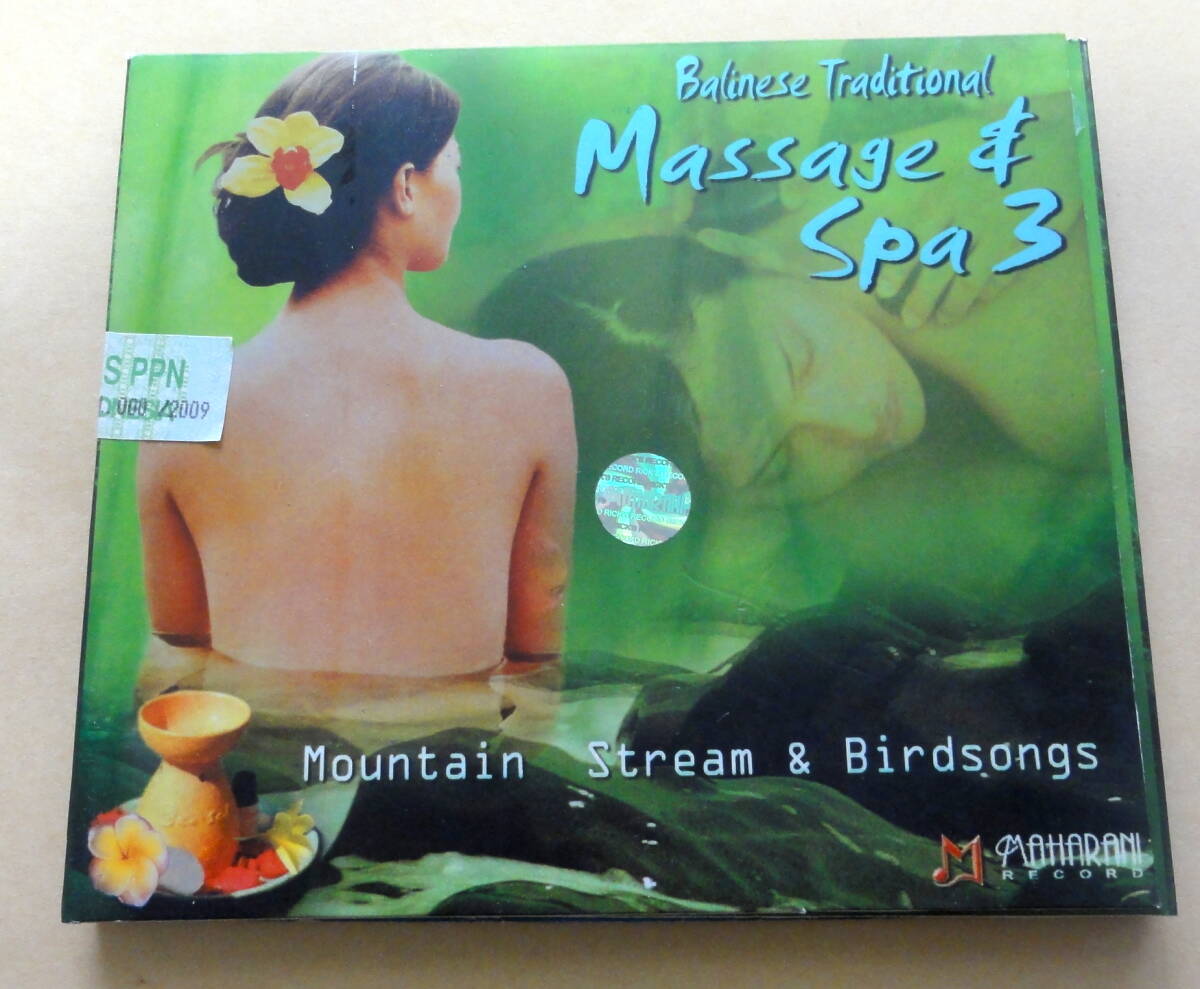 Balinese Traditional
Massage &
Spa 3
S PPN
000 /2009
Mountain Stream & Birdsongs
MAHARANI
RECORD